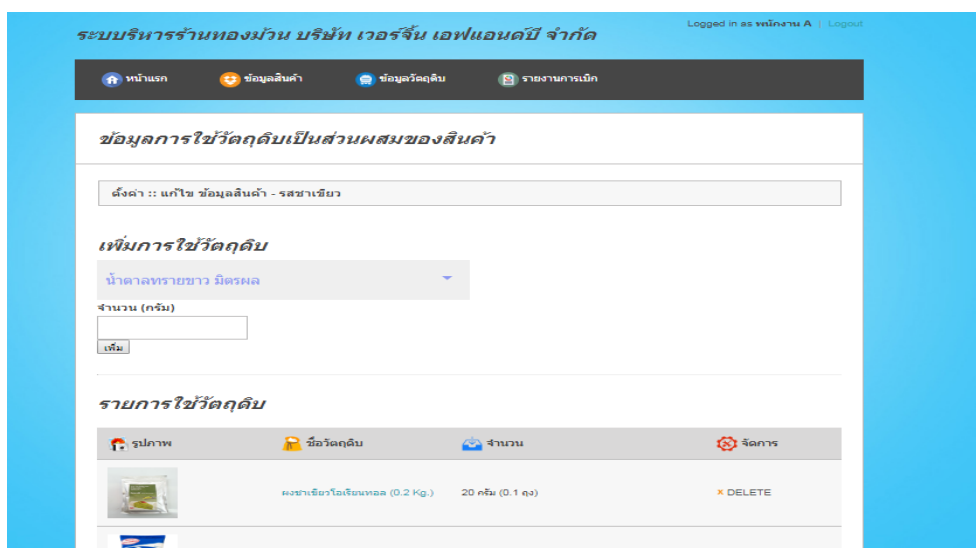 Logged in as พนักงาน A | Logout
ระบบริหารร้านทองม้วน บริษัท เวอร์จิ้น เอฟแอนด์บี จำกัด
หน้าแรก ข้อมูลสินค้า ข้อมูลวัตถุดิบ รายงานการเบิก
ข้อมูลการใช้วัตถุดิบเป็นส่วนผสมของสินค้า
ตั้งค่า :: แก้ไข ข้อมูลสินค้า - รสชาเขียว
เพิ่มการใช้วัตถุดิบ
น้ำตาลทรายขาว มิตรผล
จำนวน (กรัม)
เพิ่ม
รายการใช้วัตถุดิบ
รูปภาพ ชื่อวัตถุดิบ จำนวน จัดการ
ผงชาเขียวโอเรียนทอล (0.2 Kg.) 20 กรัม (0.1 ถุง) × DELETE